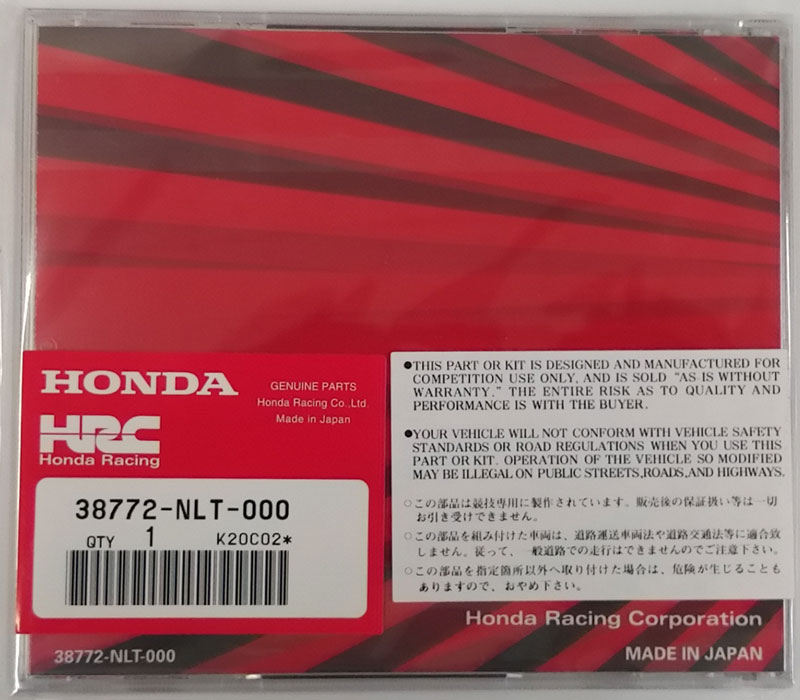 HONDA
GENUINE PARTS
Honda Racing Co.,Ltd.
Made in Japan
HRC
Honda Racing
38772-NLT-000
QTY 1 K20C02*
●THIS PART OR KIT IS DESIGNED AND MANUFACTURED FOR
COMPETITION USE ONLY, AND IS SOLD "AS IS WITHOUT
WARRANTY." THE ENTIRE RISK AS TO QUALITY AND
PERFORMANCE IS WITH THE BUYER.
●YOUR VEHICLE WILL NOT CONFORM WITH VEHICLE SAFETY
STANDARDS OR ROAD REGULATIONS WHEN YOU USE THIS
PART OR KIT. OPERATION OF THE VEHICLE SO MODIFIED
MAY BE ILLEGAL ON PUBLIC STREETS,ROADS,AND HIGHWAYS.
○この部品は競技専用に製作されています。販売後の保証扱い等は一切
お引き受けできません。
○この部品を組み付けた車両は、道路運送車両法や道路交通法等に適合致
しません。従って、一般道路での走行はできませんのでご注意下さい。
○この部品を指定箇所以外へ取り付けた場合は、危険が生じることも
ありますので、おやめ下さい。
Honda Racing Corporation
38772-NLT-000
MADE IN JAPAN